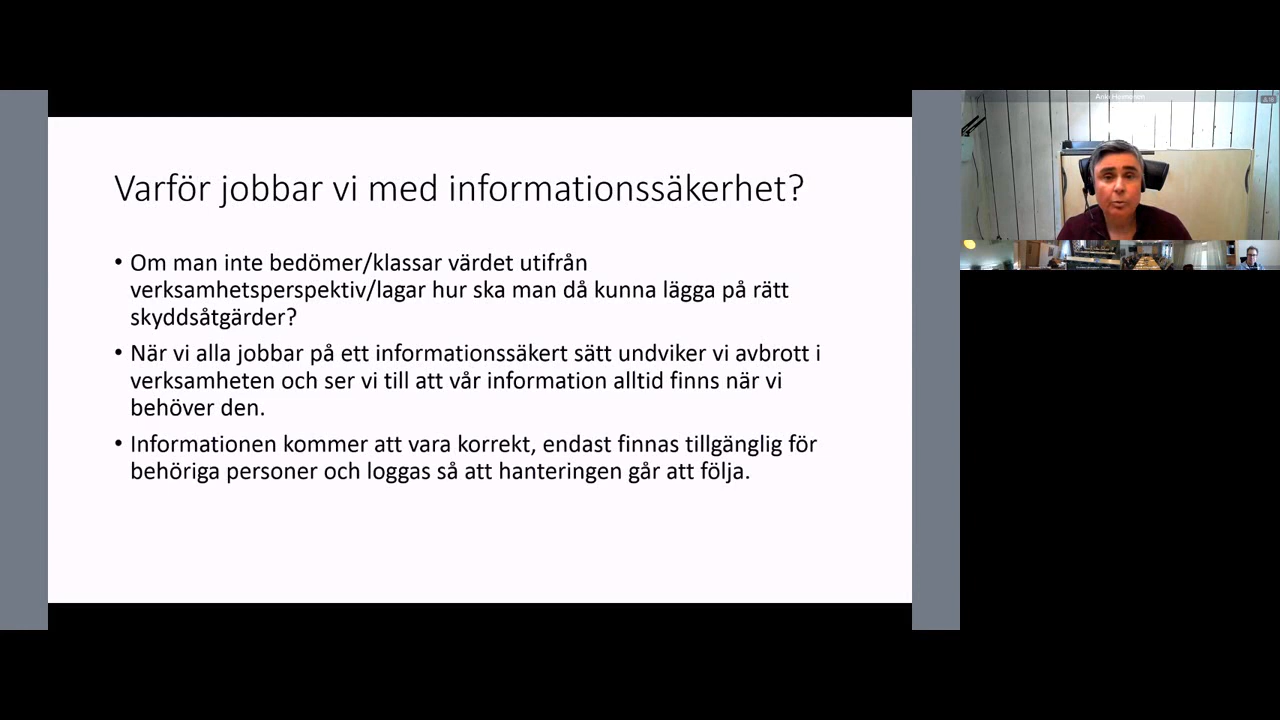 Varför jobbar vi med informationssäkerhet?
• Om man inte bedömer/klassar värdet utifrån
verksamhetsperspektiv/lagar hur ska man då kunna lägga på rätt
skyddsåtgärder?
• När vi alla jobbar på ett informationssäkert sätt undviker vi avbrott i
verksamheten och ser vi till att vår information alltid finns när vi
behöver den.
• Informationen kommer att vara korrekt, endast finnas tillgänglig för
behöriga personer och loggas så att hanteringen går att följa.